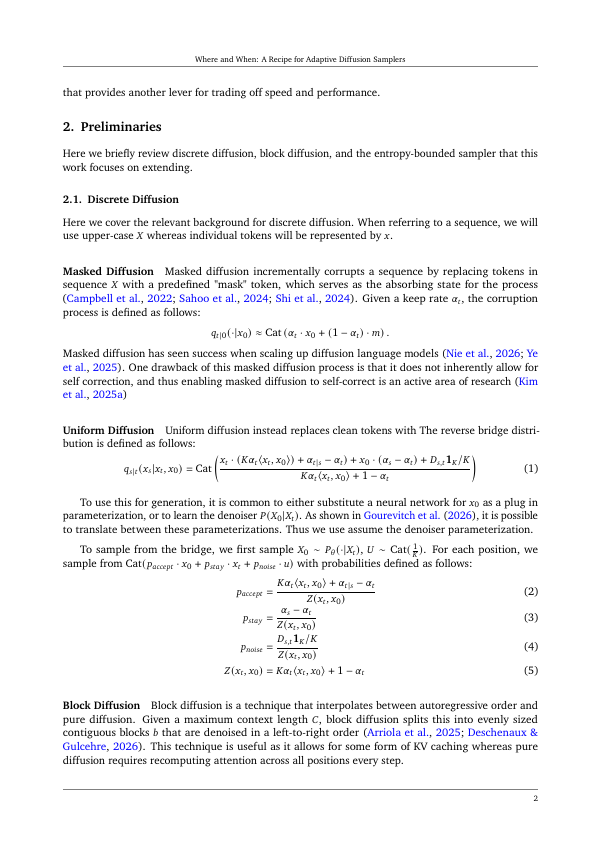 Where and When: A Recipe for Adaptive Diffusion Samplers
that provides another lever for trading off speed and performance.
2. Preliminaries
Here we briefly review discrete diffusion, block diffusion, and the entropy-bounded sampler that this
work focuses on extending.
2.1. Discrete Diffusion
Here we cover the relevant background for discrete diffusion. When referring to a sequence, we will
use upper-case X whereas individual tokens will be represented by x.
Masked Diffusion Masked diffusion incrementally corrupts a sequence by replacing tokens in
sequence X with a predefined "mask" token, which serves as the absorbing state for the process
(Campbell et al., 2022; Sahoo et al., 2024; Shi et al., 2024). Given a keep rate α_t, the corruption
process is defined as follows:
q_{t|0}(·|x_0) ≈ Cat (α_t · x_0 + (1 − α_t) · m) .
Masked diffusion has seen success when scaling up diffusion language models (Nie et al., 2026; Ye
et al., 2025). One drawback of this masked diffusion process is that it does not inherently allow for
self correction, and thus enabling masked diffusion to self-correct is an active area of research (Kim
et al., 2025a)
Uniform Diffusion Uniform diffusion instead replaces clean tokens with The reverse bridge distri-
bution is defined as follows:
q_{s|t}(x_s|x_t, x_0) = Cat ( (x_t · (Kα_t⟨x_t, x_0⟩) + α_{t|s} − α_t) + x_0 · (α_s − α_t) + D_{s,t} 1_K/K) / (Kα_t⟨x_t, x_0⟩ + 1 − α_t) ) (1)
To use this for generation, it is common to either substitute a neural network for x_0 as a plug in
parameterization, or to learn the denoiser P(X_0|X_t). As shown in Gourevitch et al. (2026), it is possible
to translate between these parameterizations. Thus we use assume the denoiser parameterization.
To sample from the bridge, we first sample X_0 ∼ P_θ(·|X_t), U ∼ Cat(1/K). For each position, we
sample from Cat(p_accept · x_0 + p_stay · x_t + p_noise · u) with probabilities defined as follows:
p_accept = (Kα_t⟨x_t, x_0⟩ + α_{t|s} − α_t) / Z(x_t, x_0) (2)
p_stay = (α_s − α_t) / Z(x_t, x_0) (3)
p_noise = (D_{s,t} 1_K/K) / Z(x_t, x_0) (4)
Z(x_t, x_0) = Kα_t⟨x_t, x_0⟩ + 1 − α_t (5)
Block Diffusion Block diffusion is a technique that interpolates between autoregressive order and
pure diffusion. Given a maximum context length C, block diffusion splits this into evenly sized
contiguous blocks b that are denoised in a left-to-right order (Arriola et al., 2025; Deschenaux &
Gulcehre, 2026). This technique is useful as it allows for some form of KV caching whereas pure
diffusion requires recomputing attention across all positions every step.
2